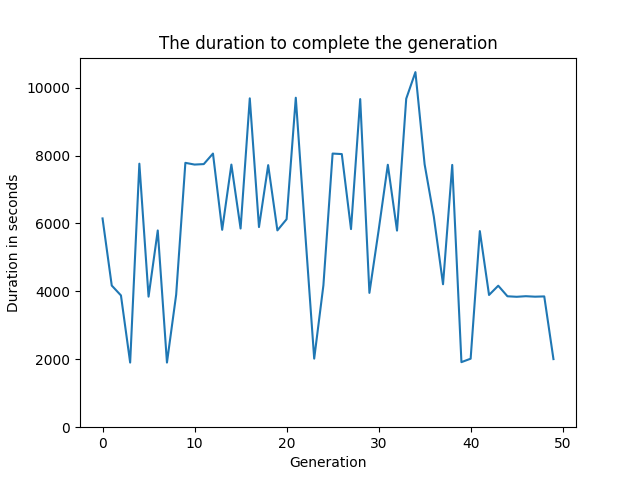 The duration to complete the generation
10000
8000
6000
4000
2000
0
Duration in seconds
0 10 20 30 40 50
Generation